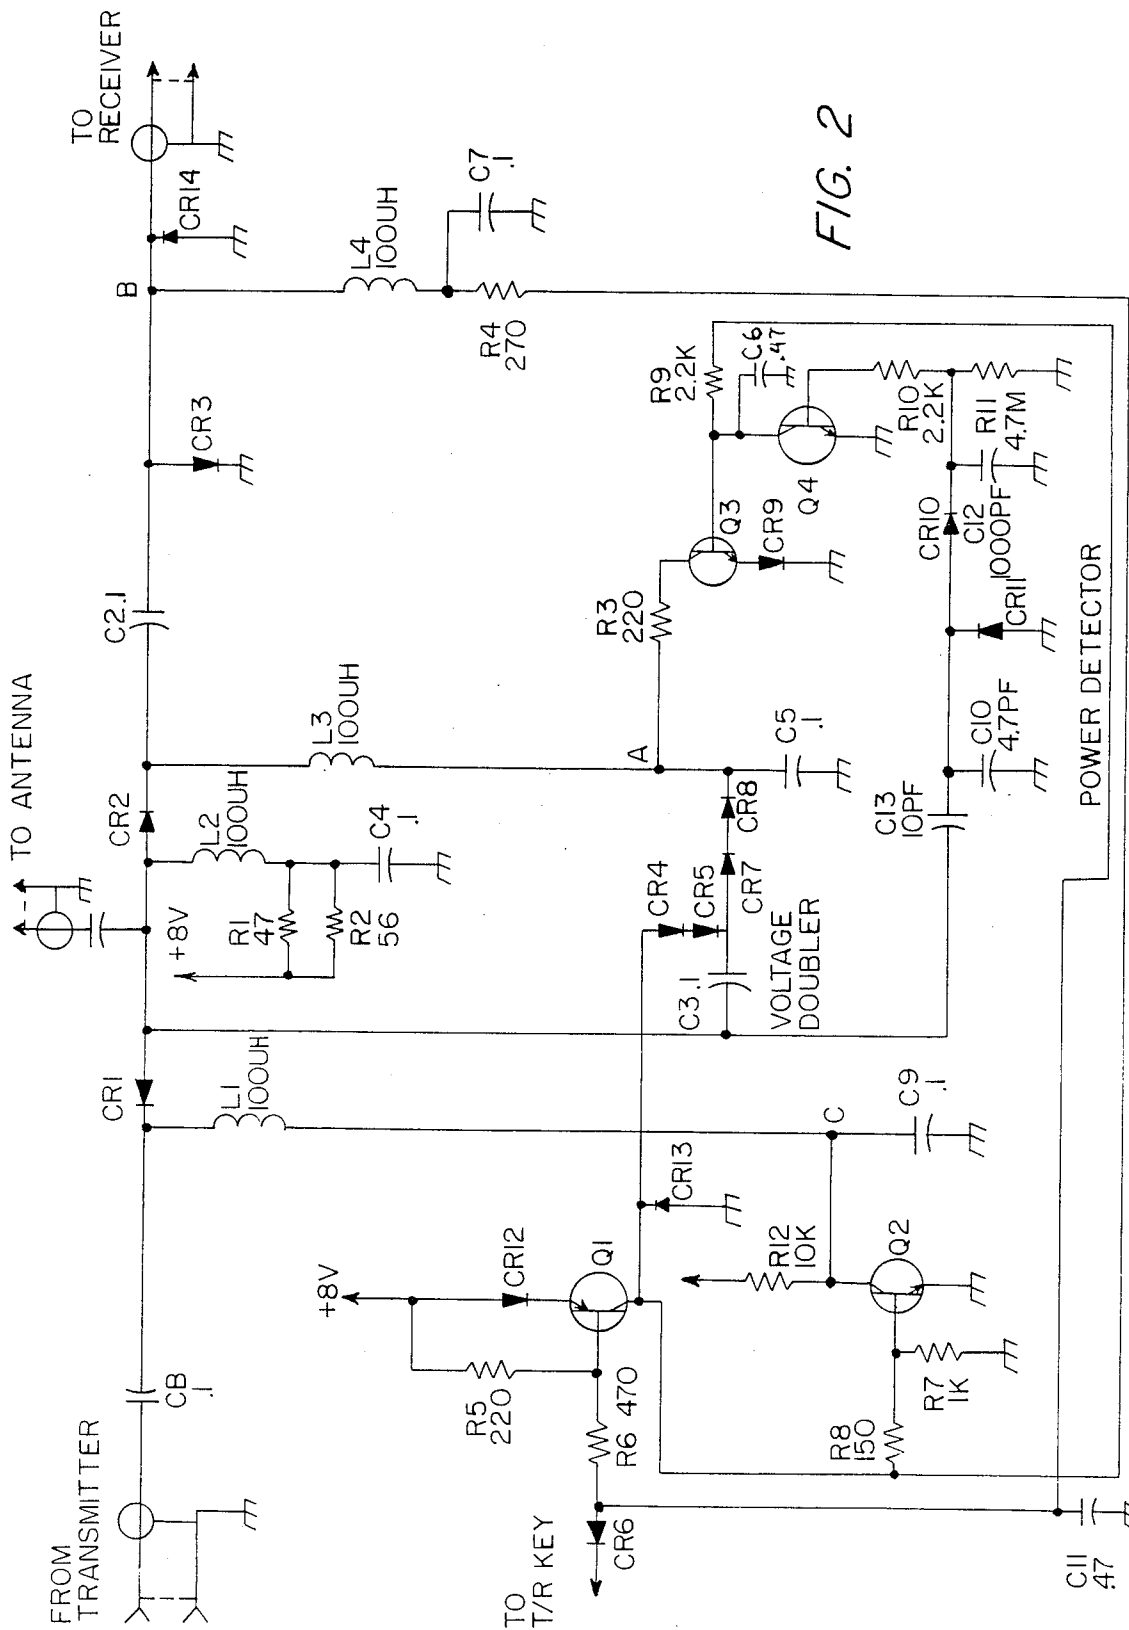 FROM
TRANSMITTER
CB
.1
CR1
L1
100UH
TO ANTENNA
+8V
R1
47
R2
56
L2
100UH
C4
.1
CR2
C2.1
L3
100UH
CR3
B
CR14
TO
RECEIVER
L4
100UH
C7
.1
R4
270
+8V
CR12
Q1
R5
220
R6 470
TO
T/R KEY
CR6
CR13
R12
10K
C
C9
.1
Q2
R8
150
R7
1K
C11
.47
CR4
CR5
C3.1
VOLTAGE
DOUBLER
CR7
CR8
A
C5
.1
R3
220
Q3
CR9
R9
2.2K
C6
.47
Q4
R10
2.2K
R11
4.7M
C13
10PF
C10
4.7PF
CR11
CR10
C12
1000PF
POWER DETECTOR
FIG. 2